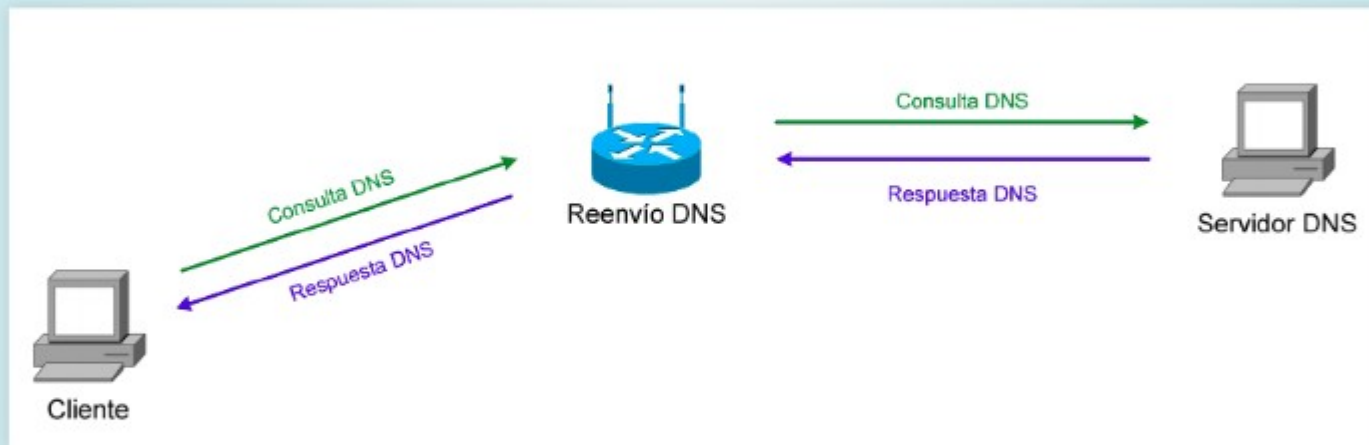 Consulta DNS
Respuesta DNS
Consulta DNS
Respuesta DNS
Reenvío DNS
Servidor DNS
Cliente